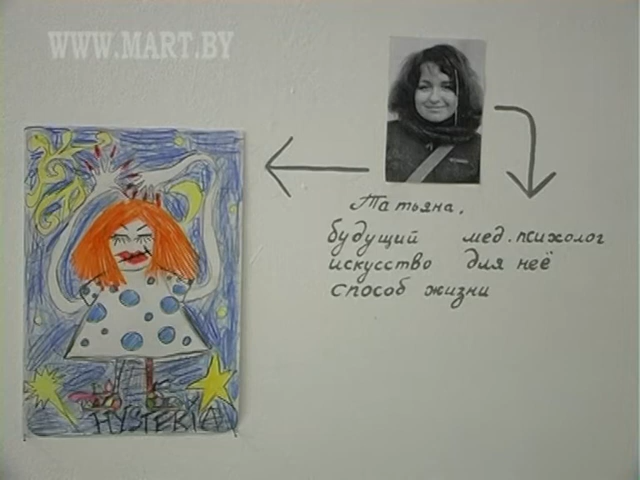 WWW.MART.BY
Татьяна,
будущий мед.психолог
искусство для неё
способ жизни
HYSTERIA